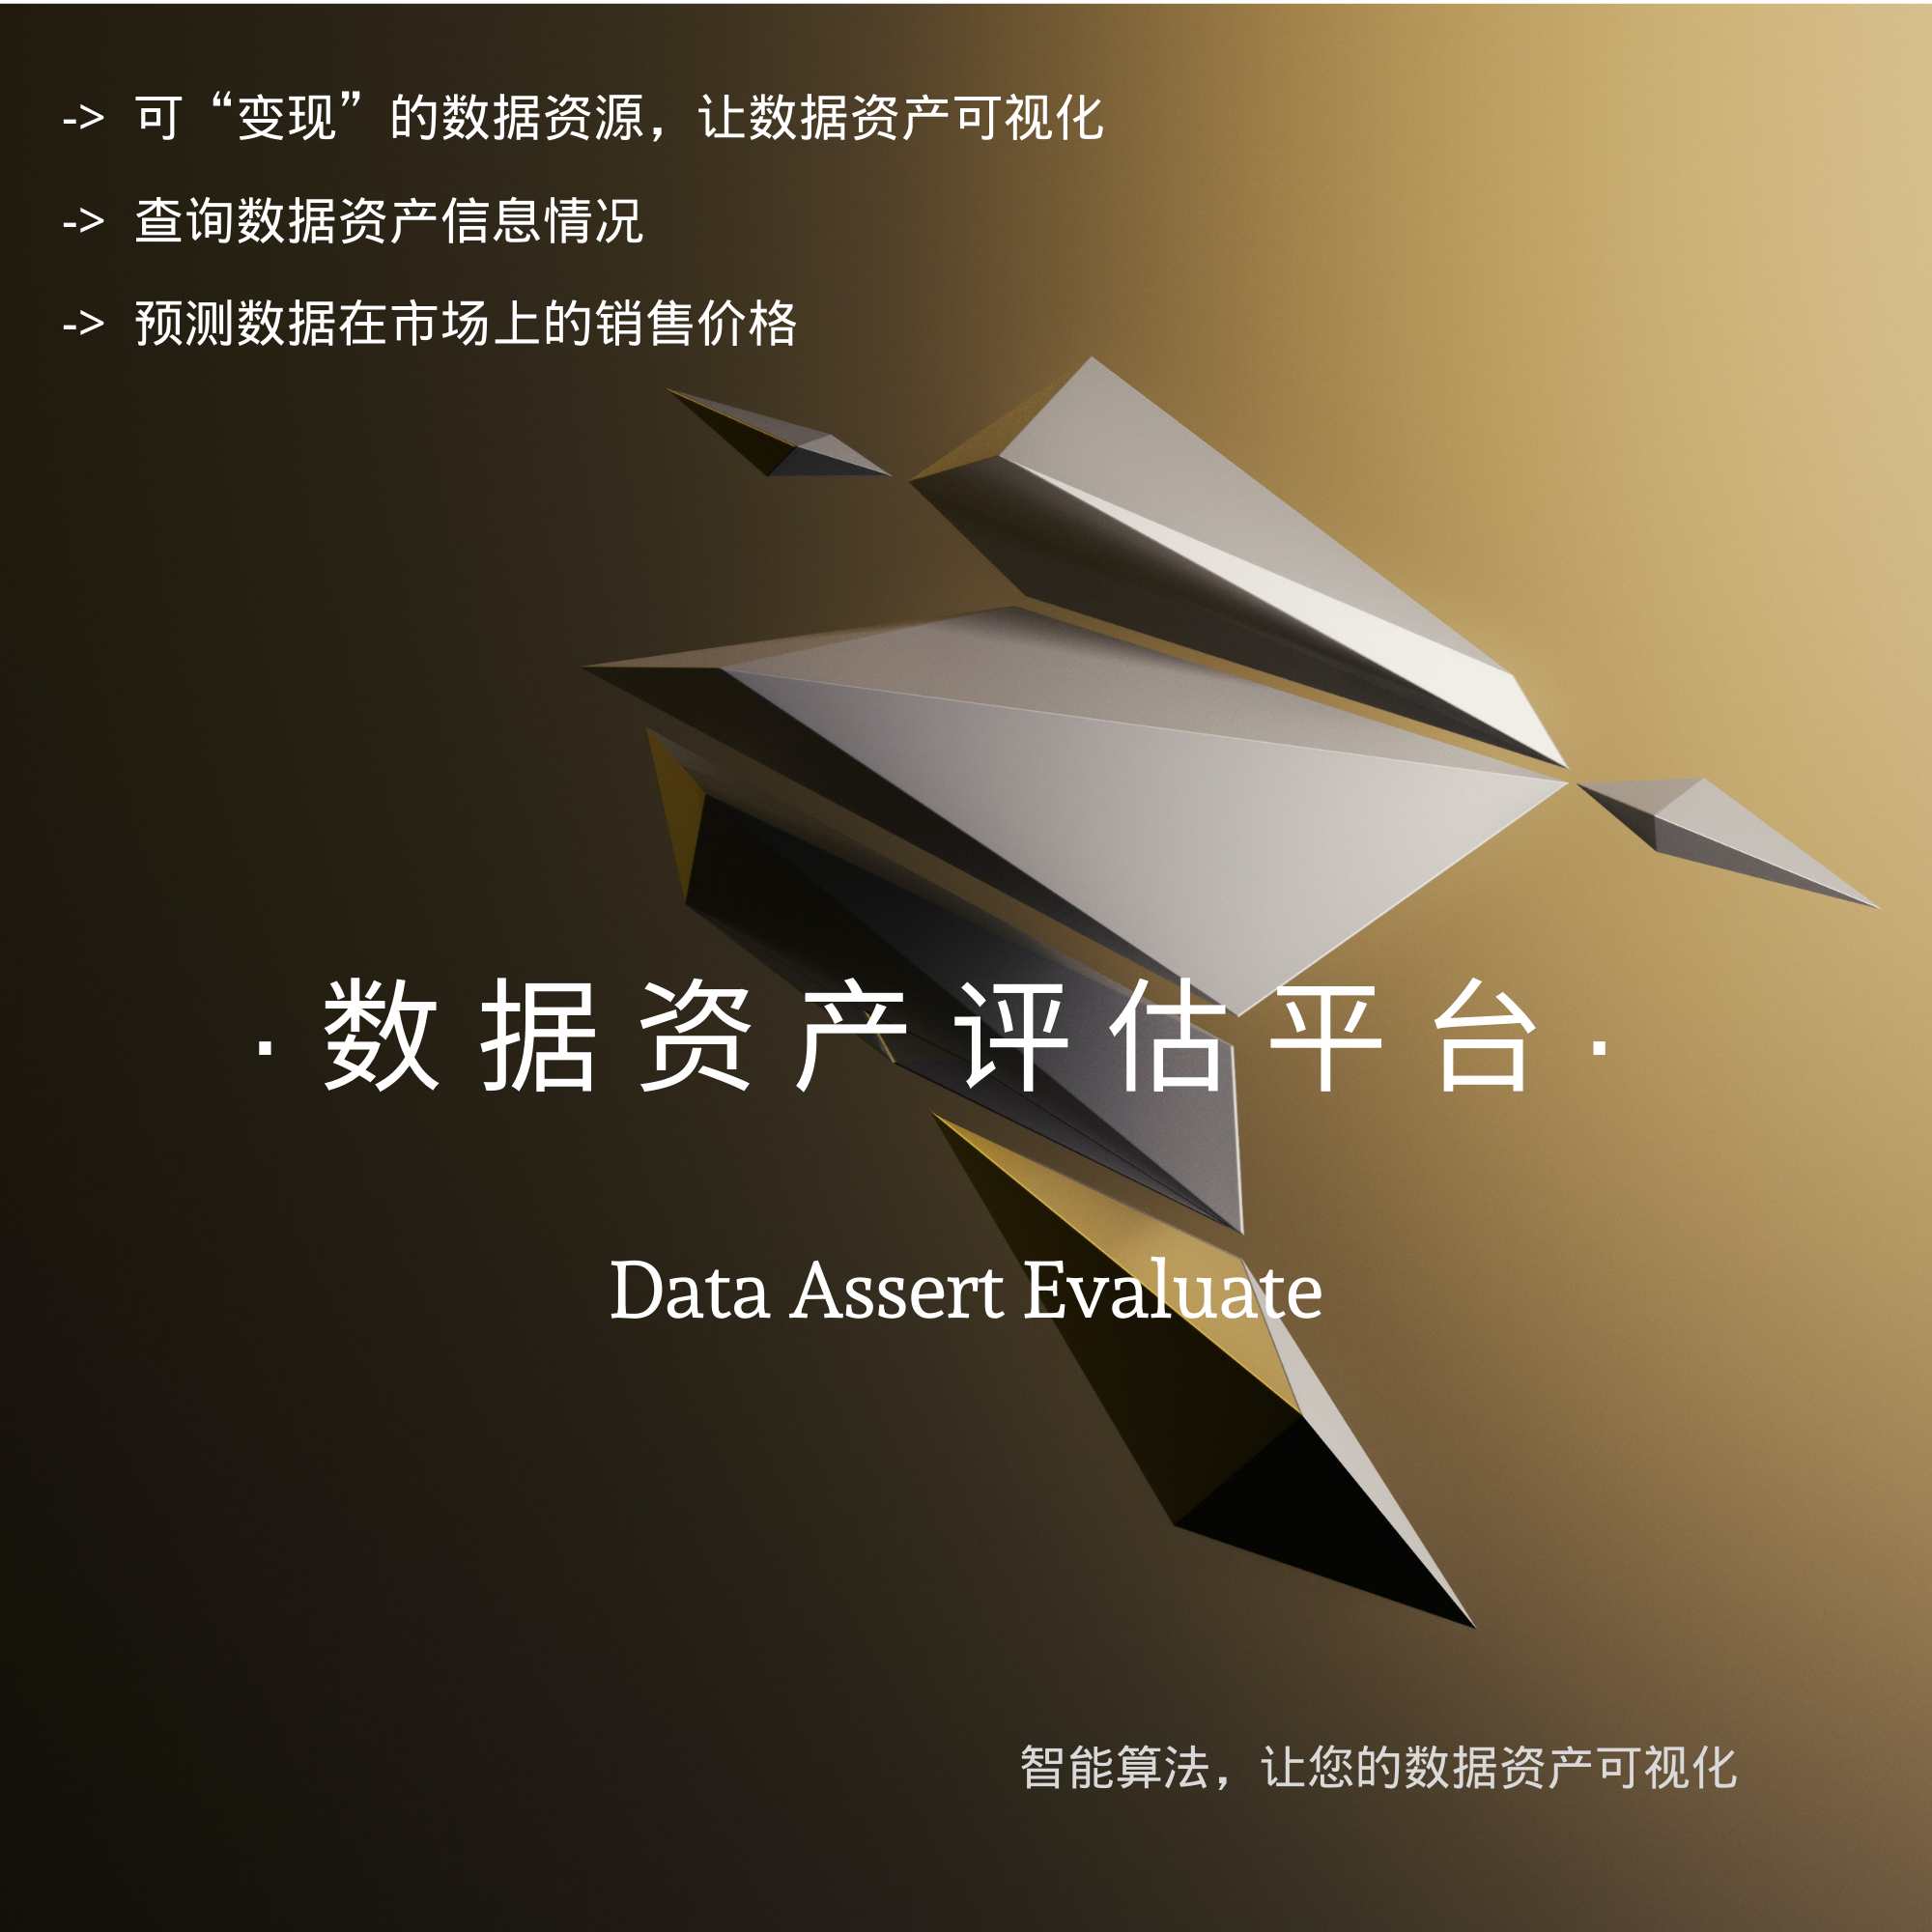 -> 可“变现”的数据资源，让数据资产可视化
-> 查询数据资产信息情况
-> 预测数据在市场上的销售价格
·数据资产评估平台·
Data Assert Evaluate
智能算法，让您的数据资产可视化